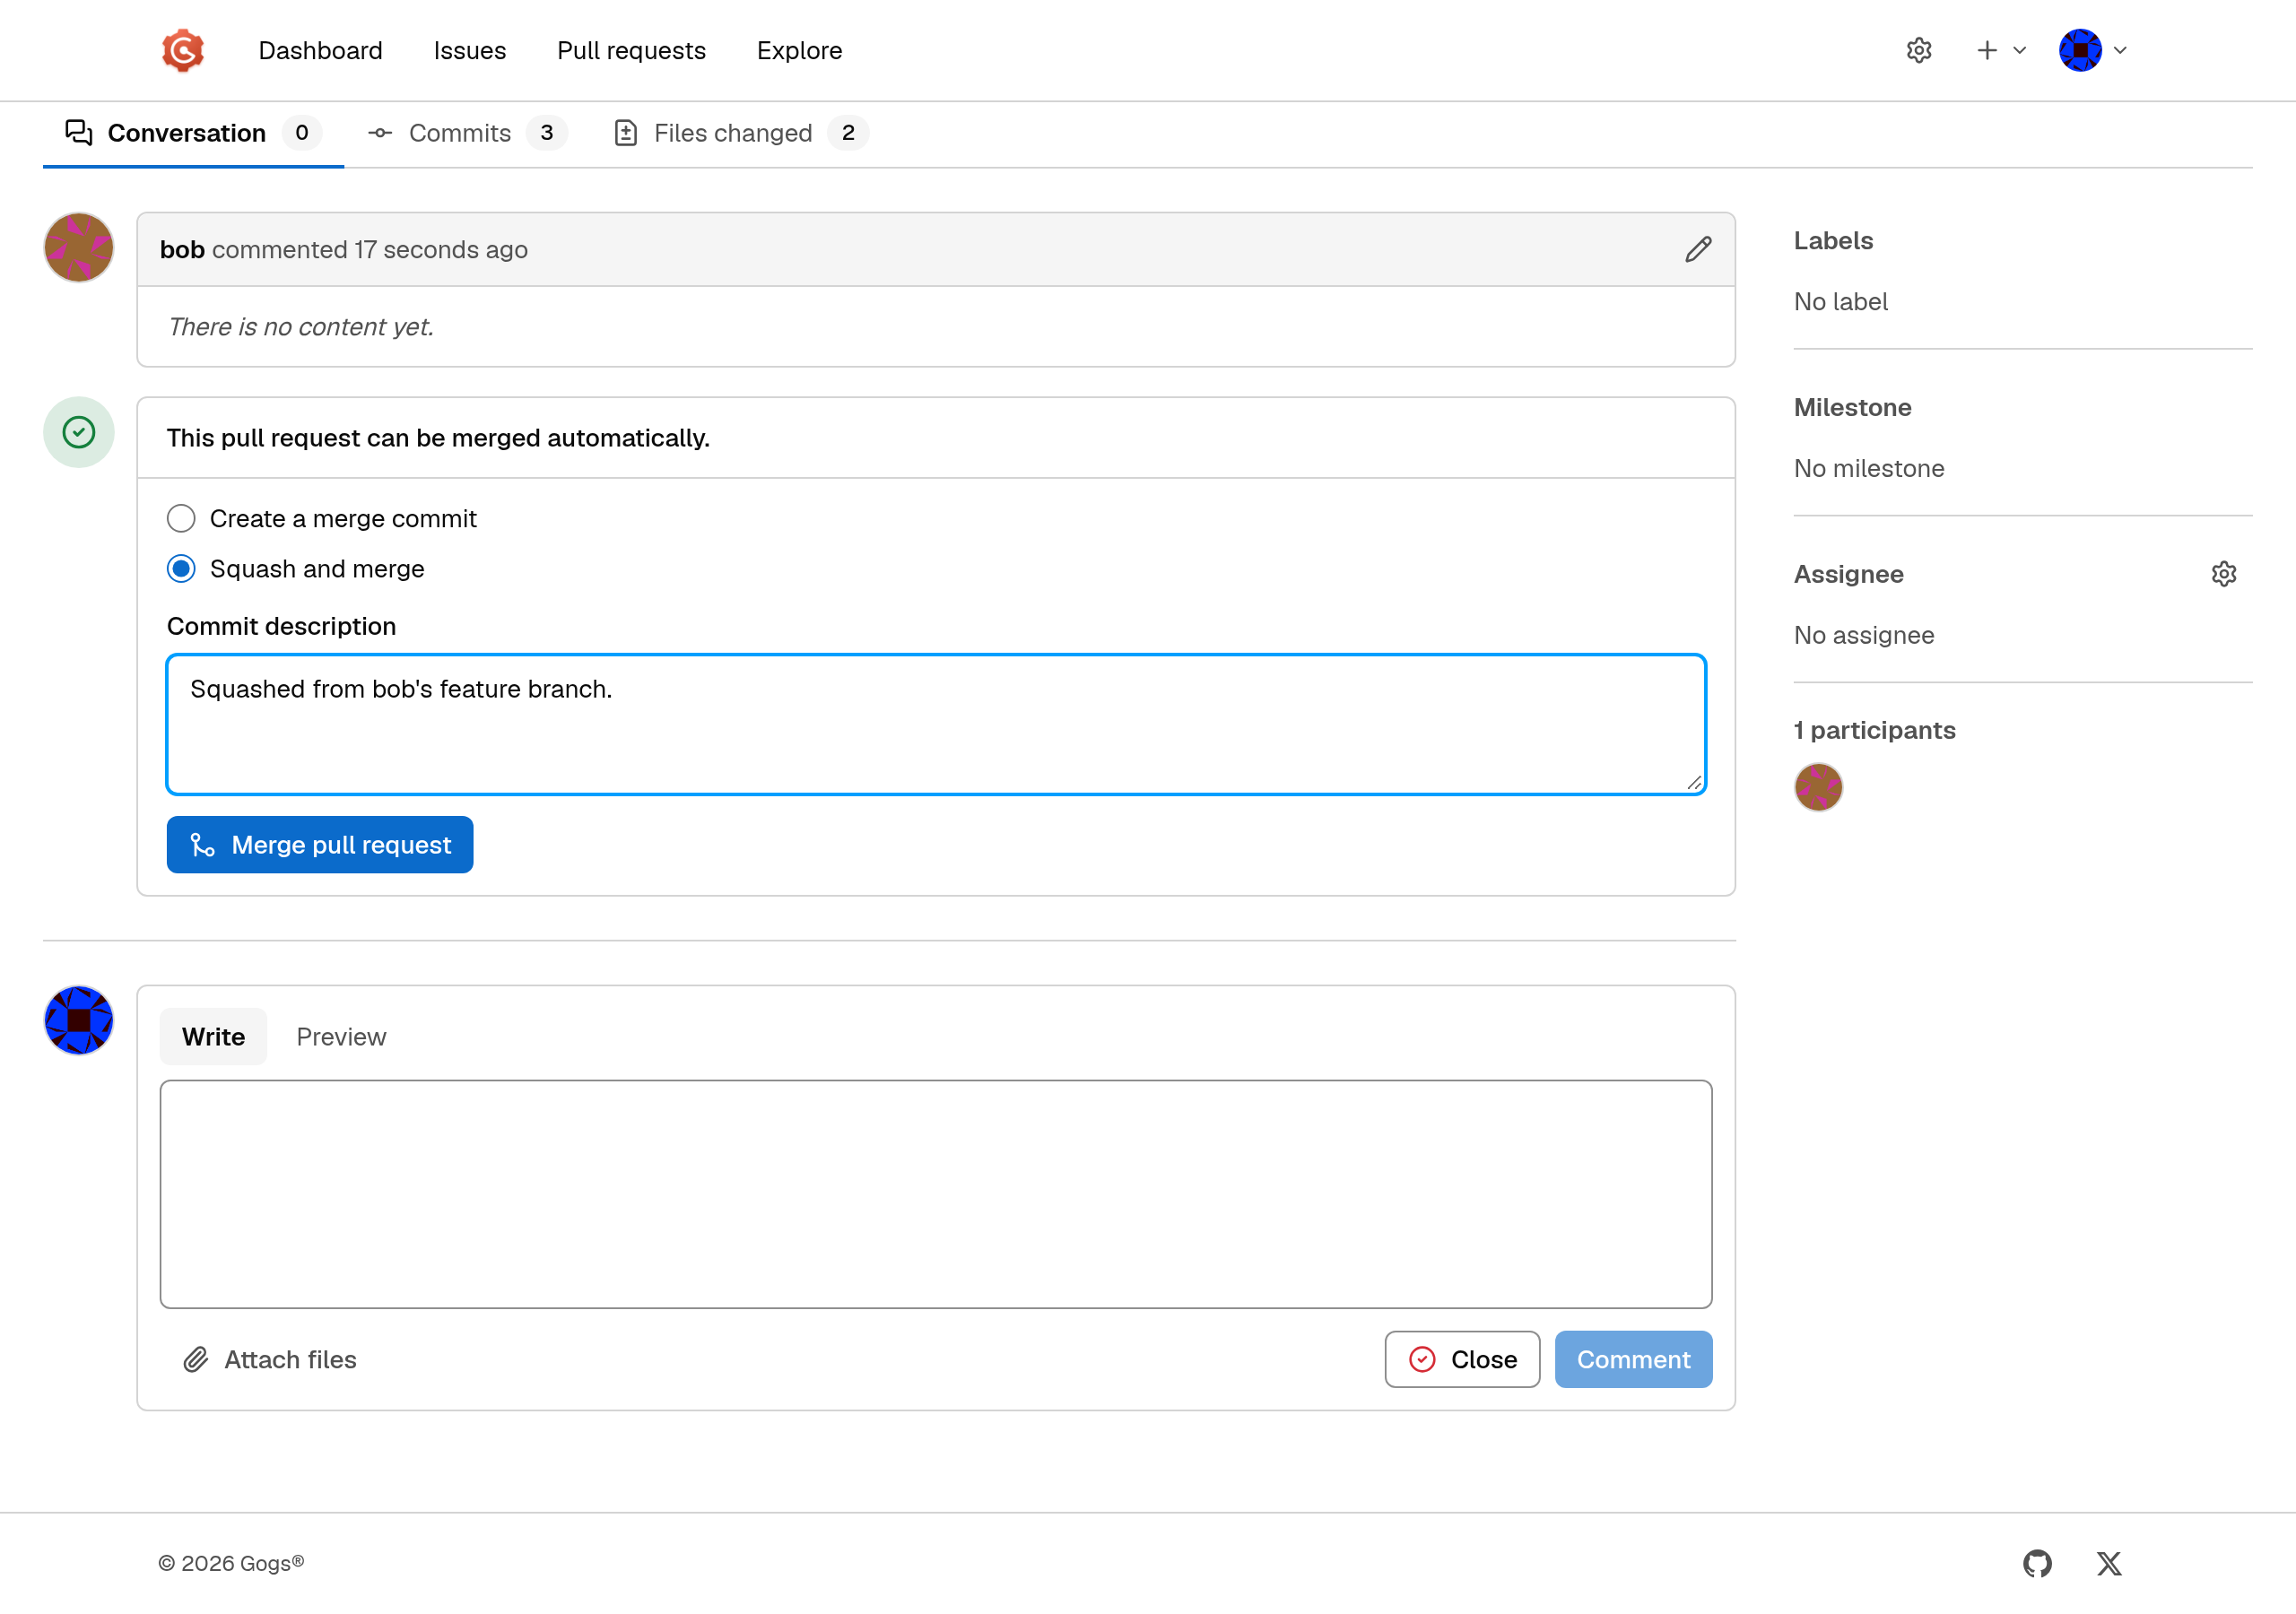 Dashboard Issues Pull requests Explore
Conversation 0 Commits 3 Files changed 2
bob commented 17 seconds ago
There is no content yet.
This pull request can be merged automatically.
Create a merge commit
Squash and merge
Commit description
Squashed from bob's feature branch.
Merge pull request
Write Preview
Attach files
Close Comment
Labels
No label
Milestone
No milestone
Assignee
No assignee
1 participants
© 2026 Gogs®